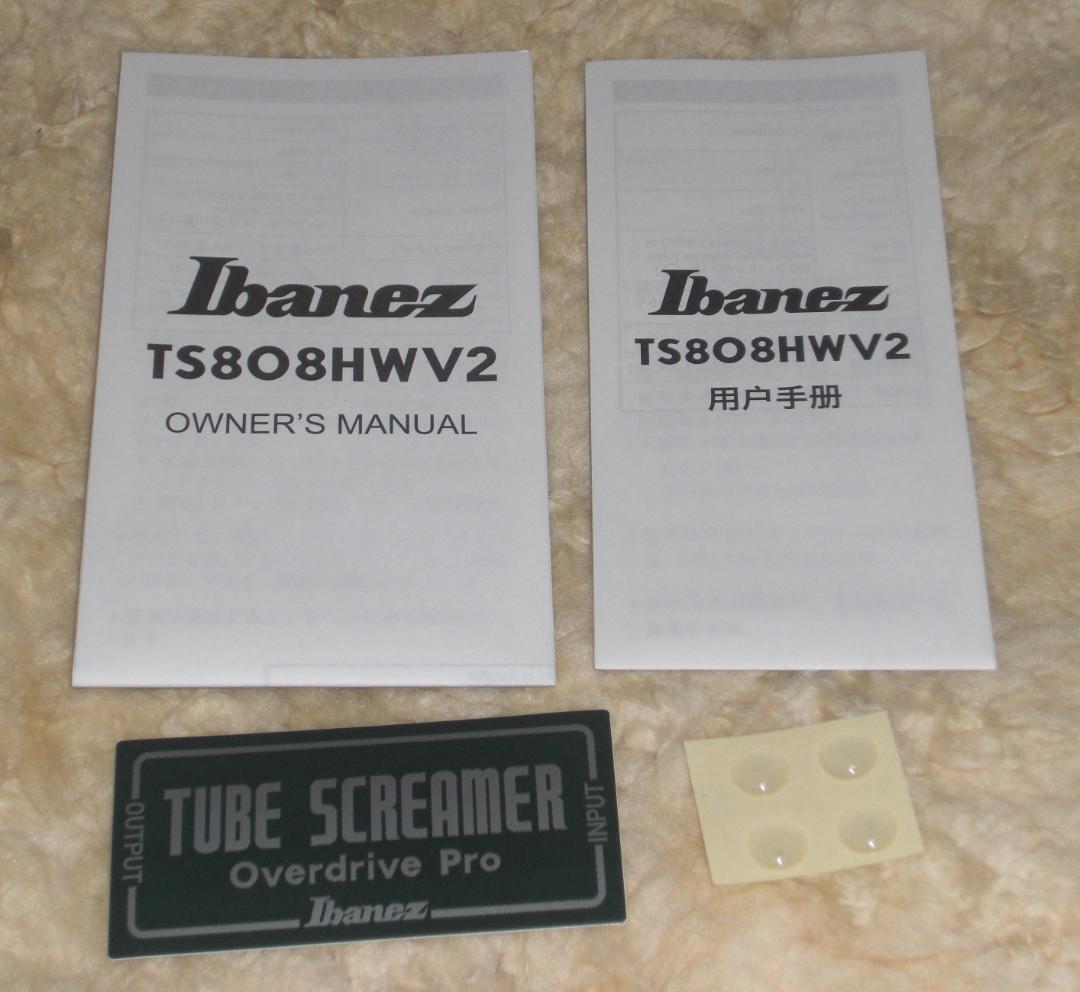 Ibanez
TS808HWV2
OWNER'S MANUAL
Ibanez
TS808HWV2
用户手册
OUTPUT
TUBE SCREAMER
Overdrive Pro
INPUT
Ibanez